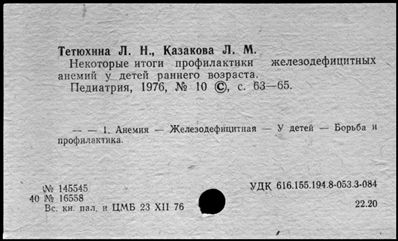 Тетюхина Л. Н., Казакова Л. М.
Некоторые итоги профилактики железодефицитных
анемий у детей раннего возраста.
Педиатрия, 1976, № 10 ©, с. 63—65.
— — 1. Анемия — Железодефицитная — У детей — Борьба и
профилактика.
№ 145545
40 № 16558
Вс. кн. пал. и ЦМБ 23 XII 76
УДК 616.155.194.8-053.3-084
22.20